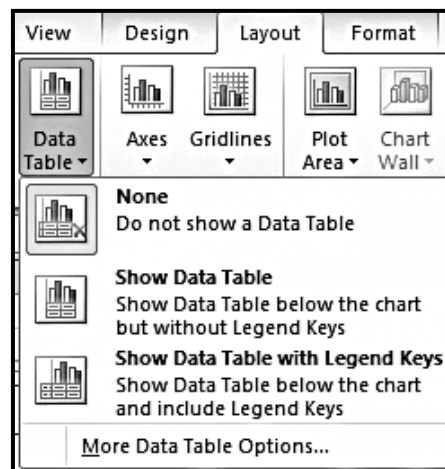 View Design Layout Format
Data Table Axes Gridlines Plot Area Chart Wall
None
Do not show a Data Table
Show Data Table
Show Data Table below the chart
but without Legend Keys
Show Data Table with Legend Keys
Show Data Table below the chart
and include Legend Keys
More Data Table Options...